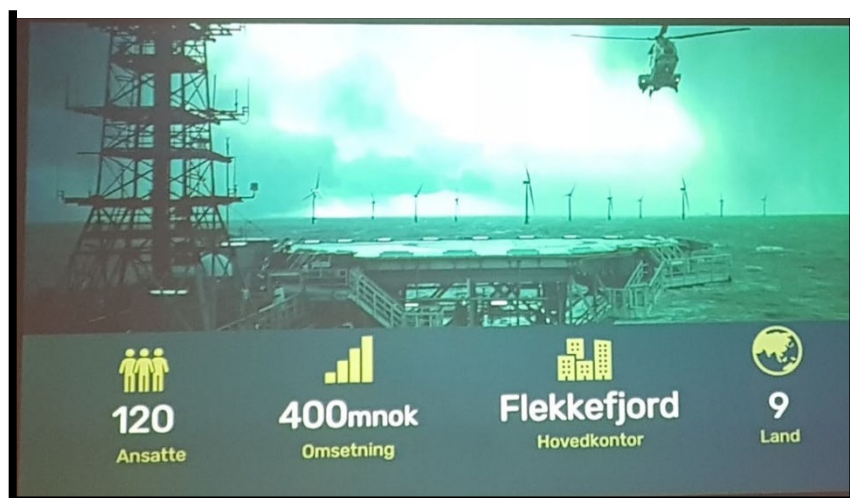 120
Ansatte
400mnok
Omsetning
Flekkefjord
Hovedkontor
9
Land